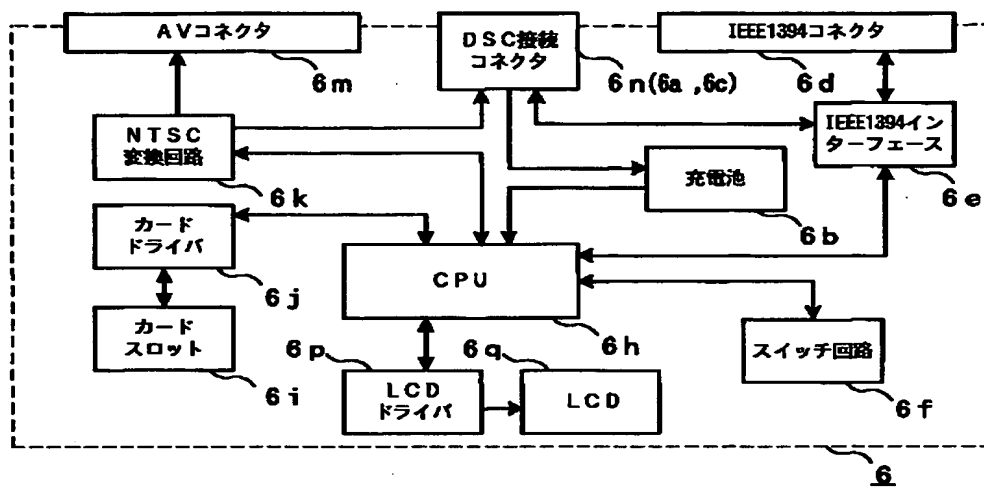 AVコネクタ
6m
DSC接続
コネクタ
6n(6a ,6c)
IEEE1394コネクタ
6d
NTSC
変換回路
6k
IEEE1394イン
ターフェース
6e
充電池
6b
カード
ドライバ
6j
CPU
6h
カード
スロット
6i
スイッチ回路
6f
6p
LCD
ドライバ
6q
LCD
6